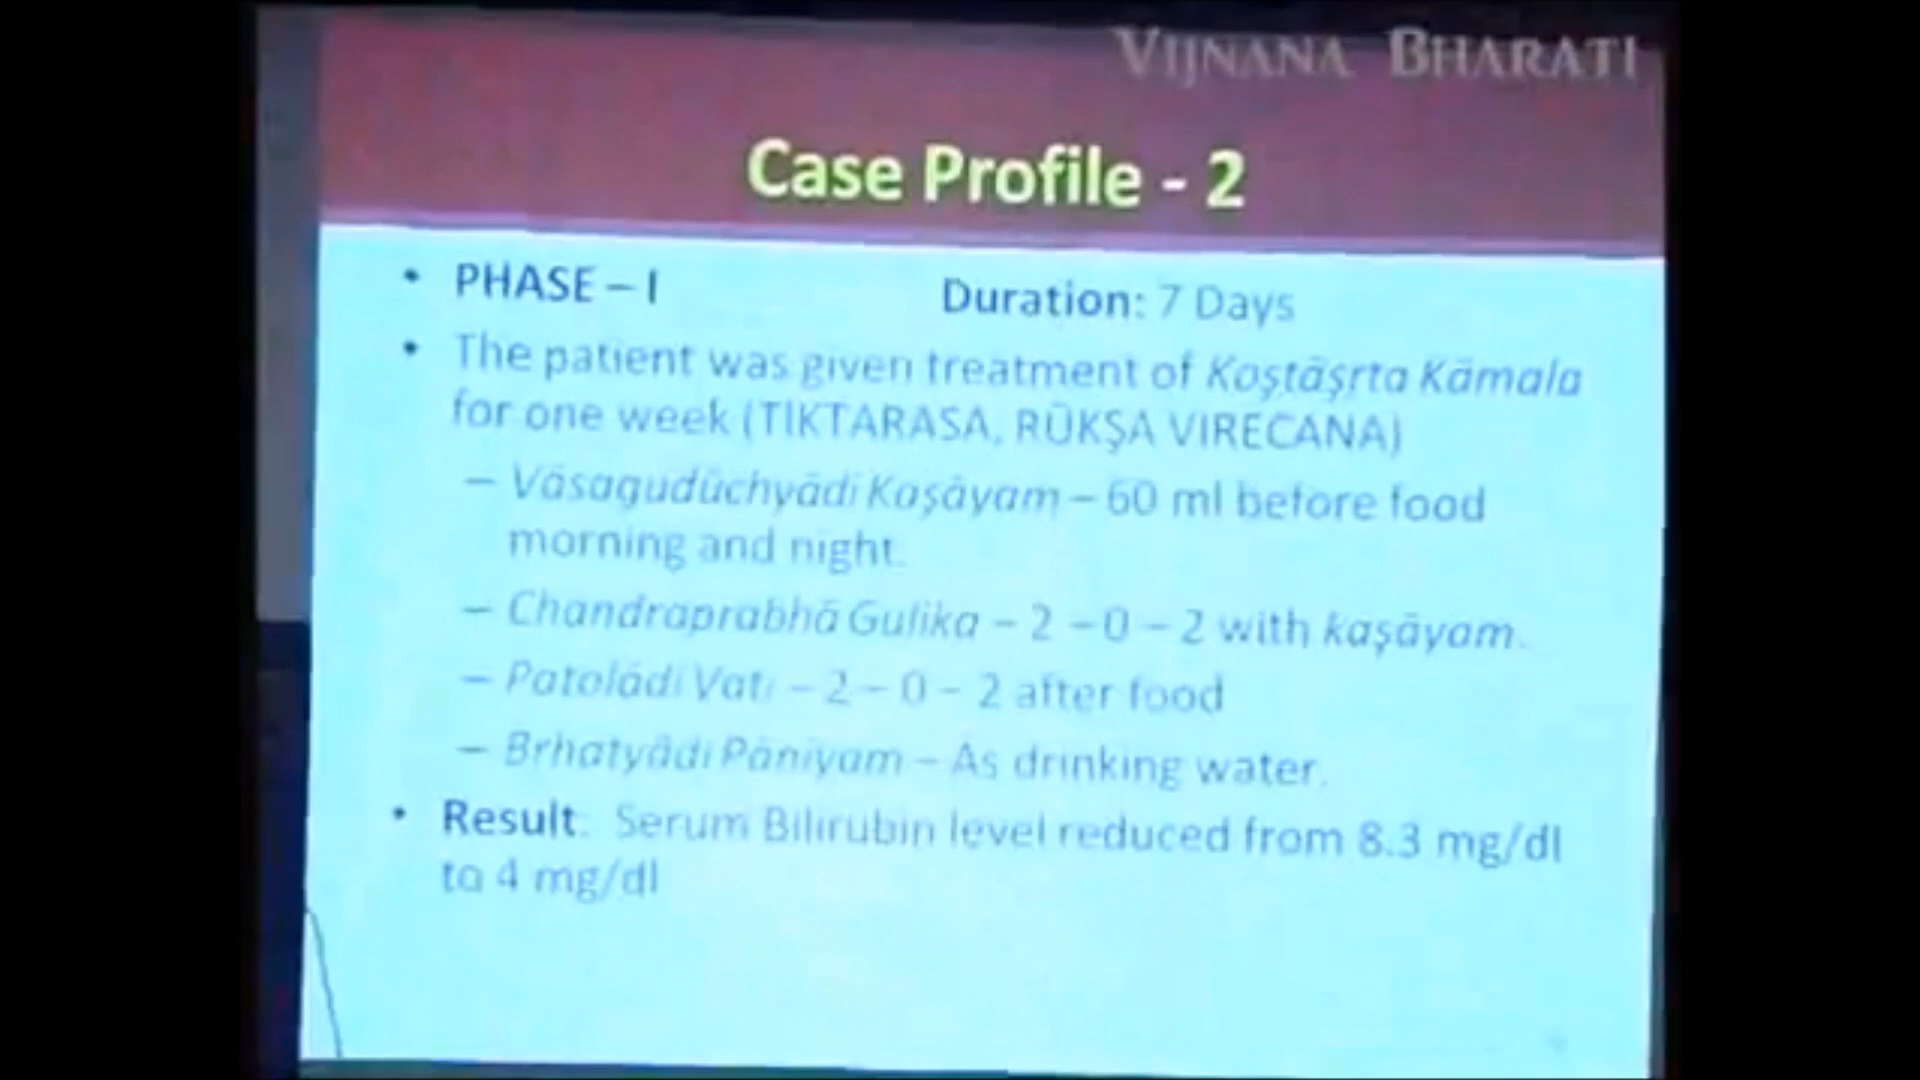 VIJNANA BHARATI
Case Profile - 2
• PHASE – I Duration: 7 Days
• The patient was given treatment of Koṣṭāṣrta Kāmala
for one week (TIKTARASA, RŪKṢA VIRECANA)
– Vāsagudūchyādi Kaṣāyam – 60 ml before food
morning and night.
– Chandraprabhā Gulika – 2 – 0 – 2 with kaṣāyam.
– Patolādi Vati – 2 – 0 – 2 after food
– Brhatyādi Pānīyam – As drinking water.
• Result: Serum Bilirubin level reduced from 8.3 mg/dl
to 4 mg/dl